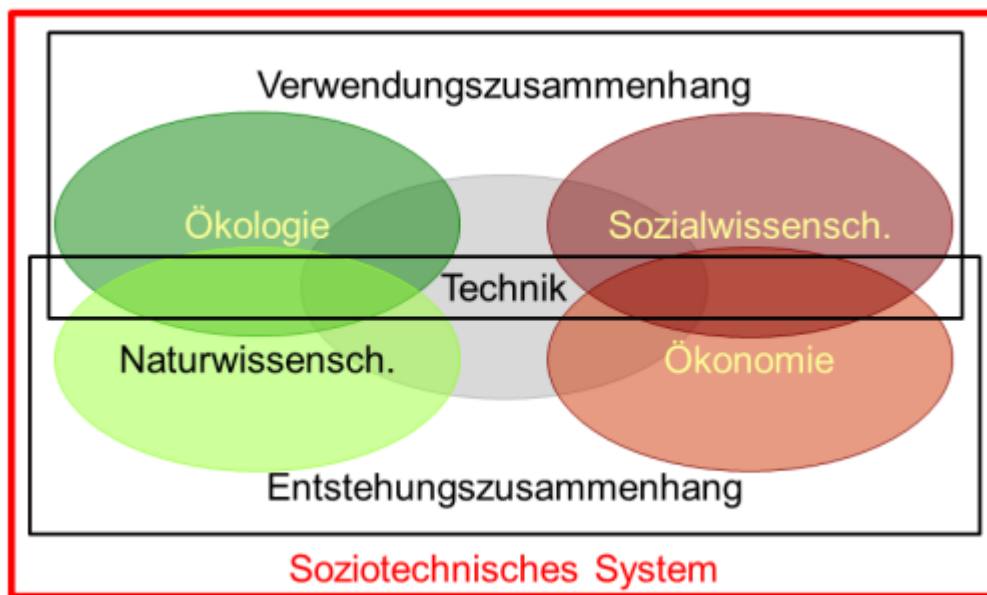 Verwendungszusammenhang
Ökologie
Sozialwissensch.
Technik
Naturwissensch.
Ökonomie
Entstehungszusammenhang
Soziotechnisches System